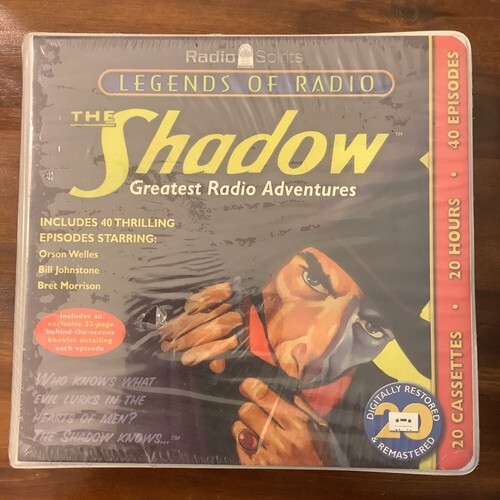 Radio Spirits
LEGENDS OF RADIO
THE
Shadow™
Greatest Radio Adventures
INCLUDES 40 THRILLING
EPISODES STARRING:
Orson Welles
Bill Johnstone
Bret Morrison
Includes an
exclusive 32-page
behind-the-scenes
booklet detailing
each episode
WHO KNOWS WHAT
EVIL LURKS IN THE
HEARTS OF MEN?
THE SHADOW KNOWS...™
20 CASSETTES • 20 HOURS • 40 EPISODES
DIGITALLY RESTORED
20
& REMASTERED